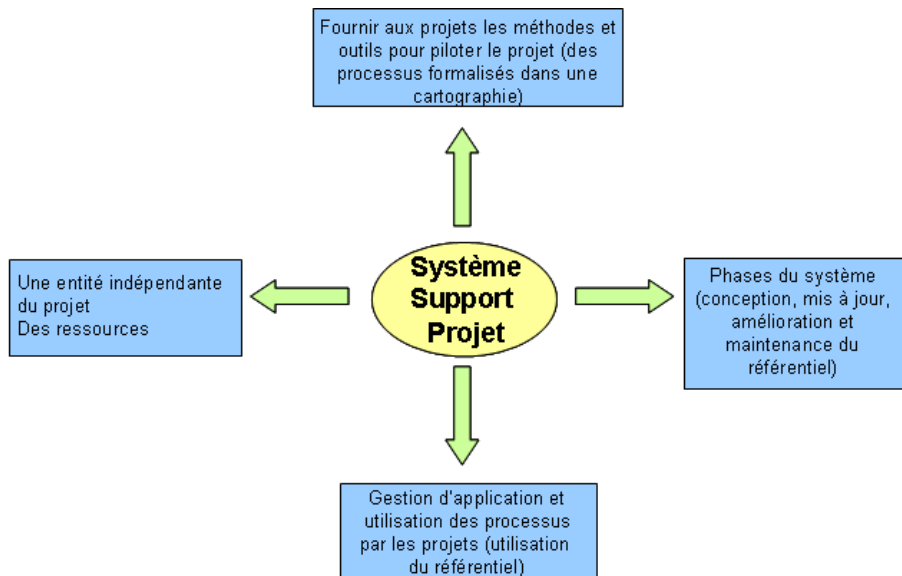 Fournir aux projets les méthodes et
outils pour piloter le projet (des
processus formalisés dans une
cartographie)
Une entité indépendante
du projet
Des ressources
Système
Support
Projet
Phases du système
(conception, mis à jour,
amélioration et
maintenance du
référentiel)
Gestion d'application et
utilisation des processus
par les projets (utilisation
du référentiel)